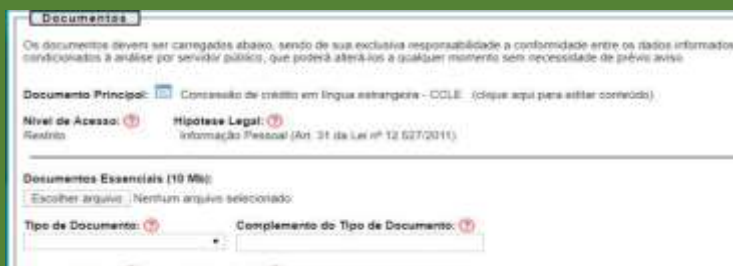 Documentos
Os documentos devem ser carregados abaixo, sendo de sua exclusiva responsabilidade a conformidade entre os dados informados
condicionados à análise por servidor público, que poderá alterá-los a qualquer momento sem necessidade de prévio aviso.
Documento Principal: Concessão de crédito em língua estrangeira - CCLE (clique aqui para editar conteúdo)
Nível de Acesso: ? Hipótese Legal: ?
Restrito Informação Pessoal (Art. 31 da Lei nº 12.527/2011)
Documentos Essenciais (10 Mb):
Escolher arquivo Nenhum arquivo selecionado
Tipo de Documento: ? Complemento do Tipo de Documento: ?